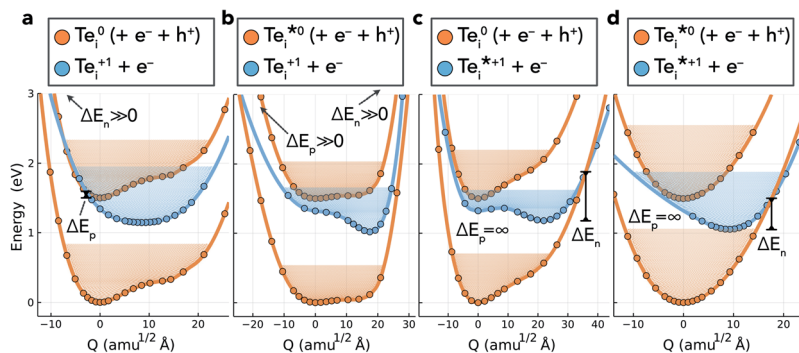 a
Te_i^0 (+ e⁻ + h⁺)
Te_i^{+1} + e⁻
b
Te_i^{*0} (+ e⁻ + h⁺)
Te_i^{+1} + e⁻
c
Te_i^0 (+ e⁻ + h⁺)
Te_i^{*+1} + e⁻
d
Te_i^{*0} (+ e⁻ + h⁺)
Te_i^{*+1} + e⁻
Energy (eV)
3
2
1
0
ΔE_n≫0
ΔE_p
−10 0 10 20
Q (amu^{1/2} Å)
ΔE_n≫0
ΔE_p≫0
−20 −10 0 10 20 30
Q (amu^{1/2} Å)
ΔE_p=∞
ΔE_n
−10 0 10 20 30 40
Q (amu^{1/2} Å)
ΔE_p=∞
ΔE_n
−10 0 10 20
Q (amu^{1/2} Å)